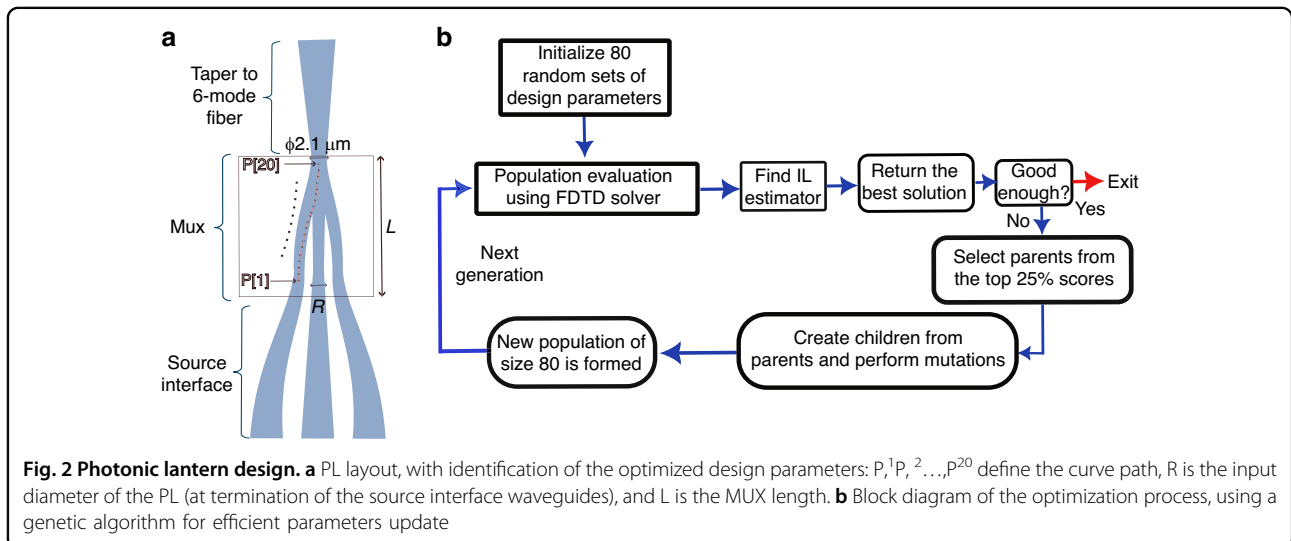 a
Taper to
6-mode
fiber
ϕ2.1 μm
P[20]
Mux
L
P[1]
R
Source
interface
b
Initialize 80
random sets of
design parameters
Population evaluation
using FDTD solver
Find IL
estimator
Return the
best solution
Good
enough?
Exit
Yes
No
Select parents from
the top 25% scores
Create children from
parents and perform mutations
New population of
size 80 is formed
Next
generation
Fig. 2 Photonic lantern design. a PL layout, with identification of the optimized design parameters: P,¹P, ²…,P²⁰ define the curve path, R is the input
diameter of the PL (at termination of the source interface waveguides), and L is the MUX length. b Block diagram of the optimization process, using a
genetic algorithm for efficient parameters update